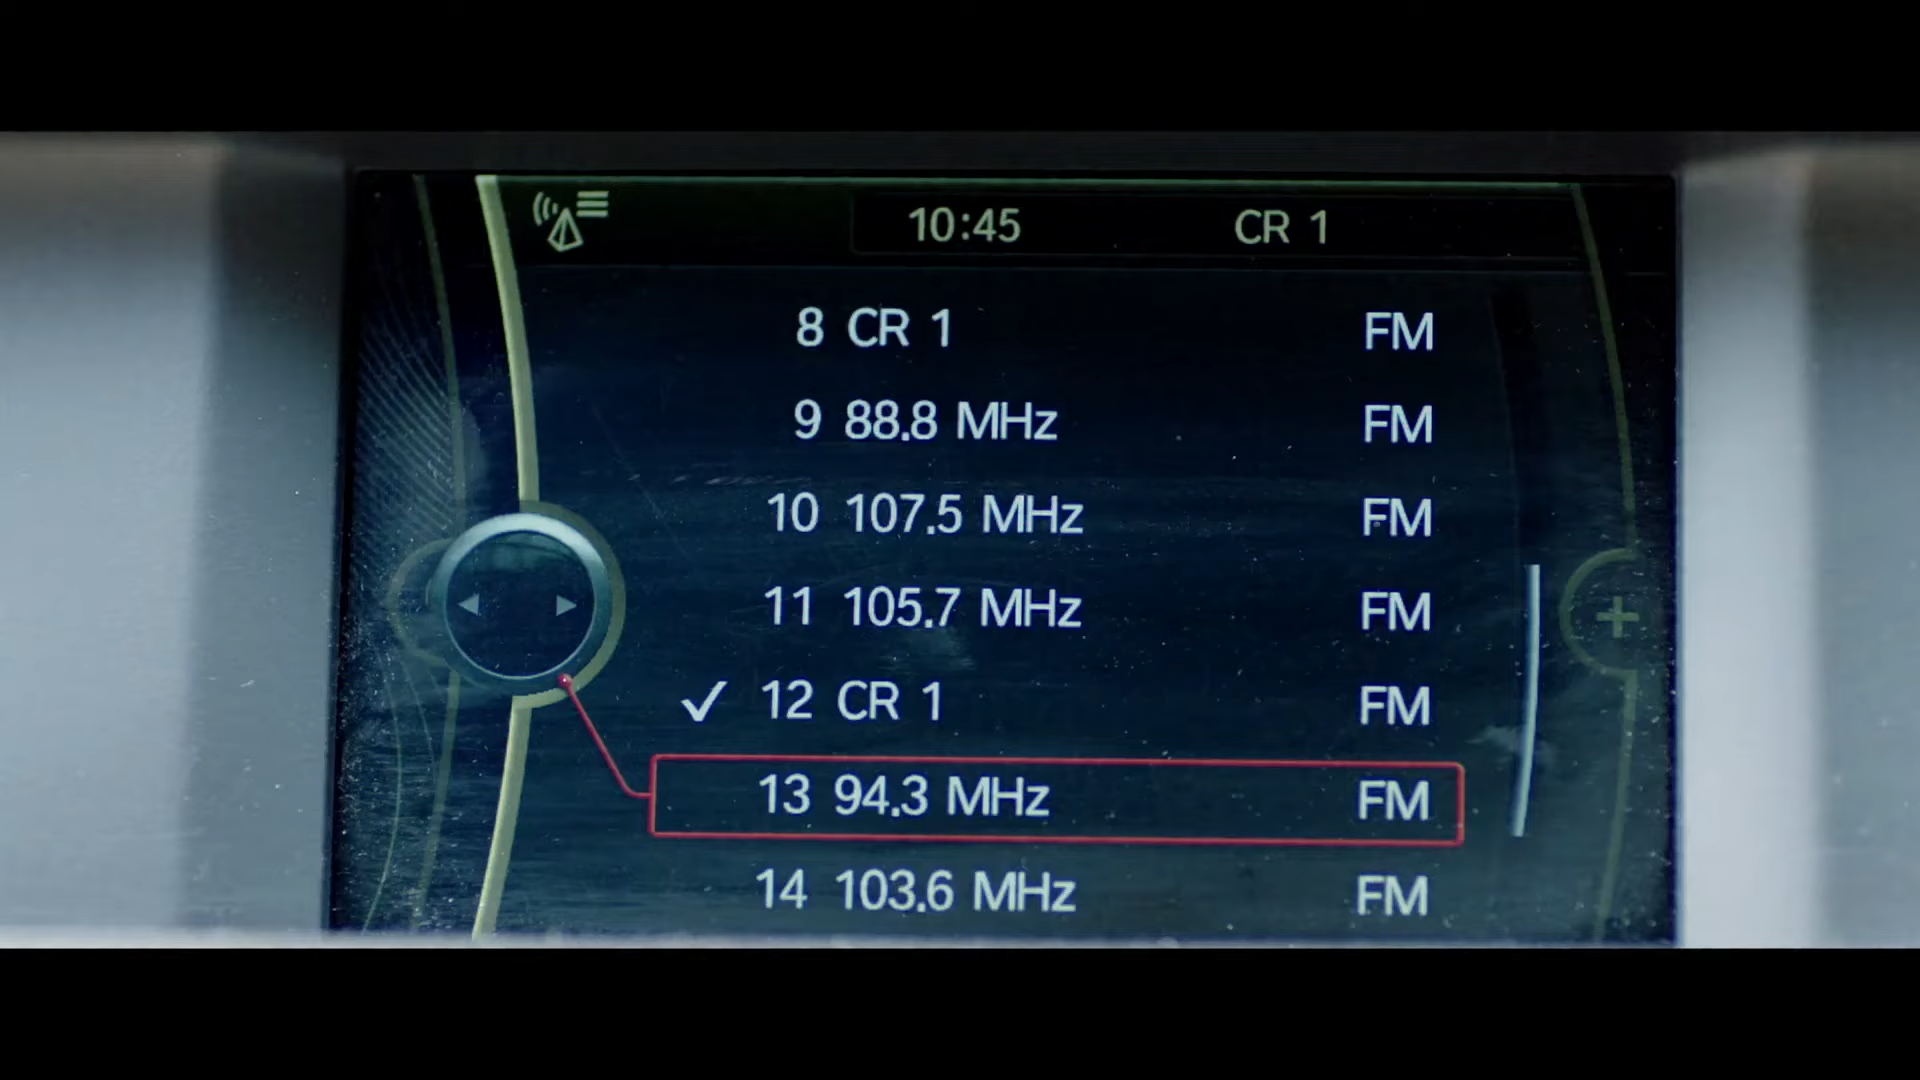 10:45 CR 1
8 CR 1 FM
9 88.8 MHz FM
10 107.5 MHz FM
11 105.7 MHz FM
✓ 12 CR 1 FM
13 94.3 MHz FM
14 103.6 MHz FM